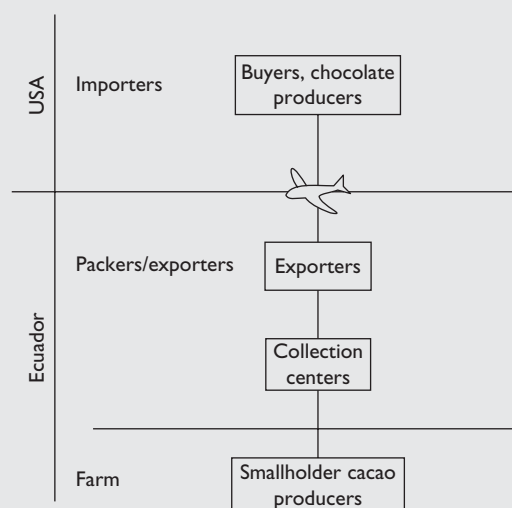 USA
Importers
Buyers, chocolate
producers
Ecuador
Packers/exporters
Exporters
Collection
centers
Farm
Smallholder cacao
producers